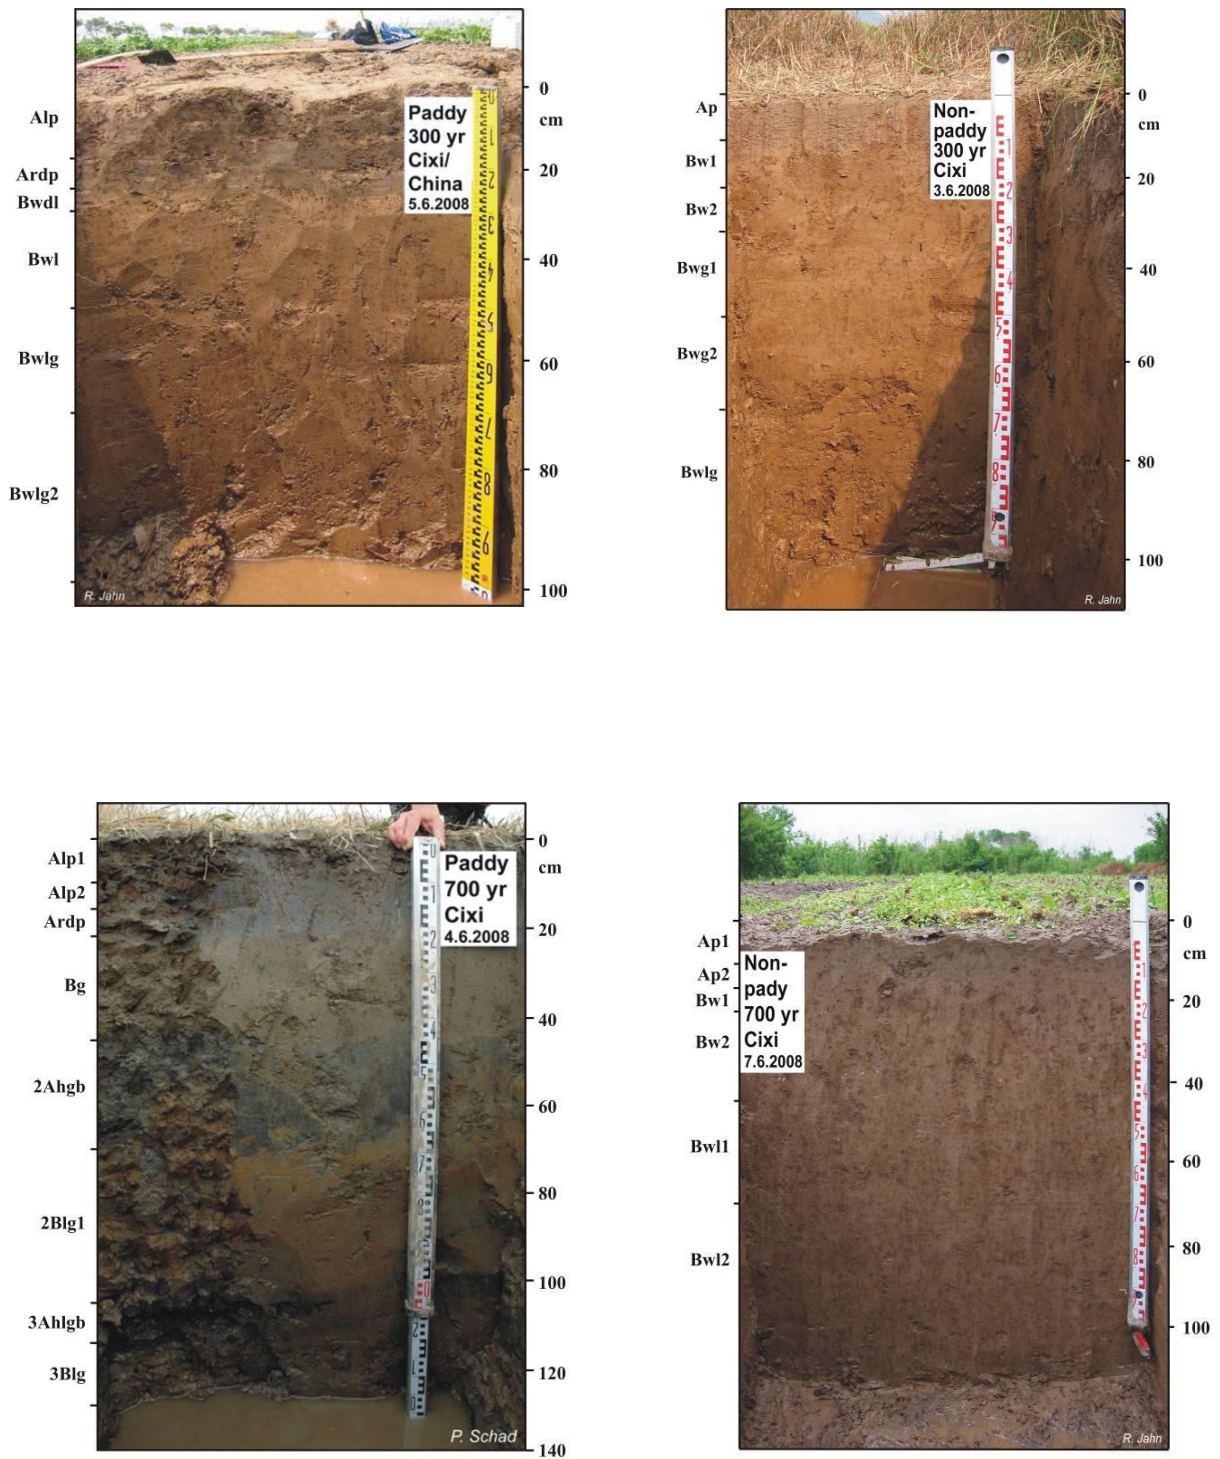 Alp
Ardp
Bwdl
Bwl
Bwlg
Bwlg2
Paddy
300 yr
Cixi/
China
5.6.2008
0
cm
20
40
60
80
100
R. Jahn
Ap
Bw1
Bw2
Bwg1
Bwg2
Bwlg
Non-
paddy
300 yr
Cixi
3.6.2008
0
cm
20
40
60
80
100
R. Jahn
Alp1
Alp2
Ardp
Bg
2Ahgb
2Blg1
3Ahlgb
3Blg
Paddy
700 yr
Cixi
4.6.2008
0
cm
20
40
60
80
100
120
140
P. Schad
Ap1
Ap2
Bw1
Bw2
Bwl1
Bwl2
Non-
pady
700 yr
Cixi
7.6.2008
0
cm
20
40
60
80
100
R. Jahn